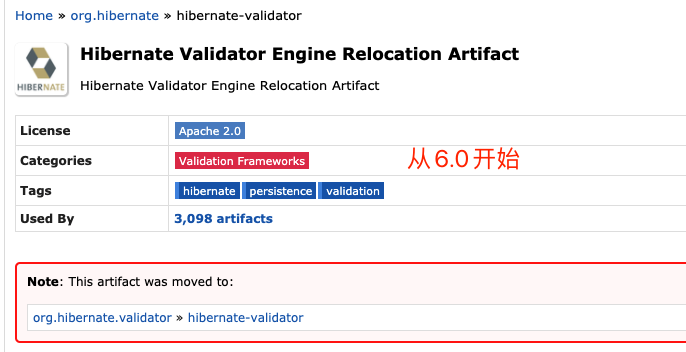 Home » org.hibernate » hibernate-validator
Hibernate Validator Engine Relocation Artifact
HIBERNATE
Hibernate Validator Engine Relocation Artifact
License Apache 2.0
Categories Validation Frameworks 从6.0开始
Tags hibernate persistence validation
Used By 3,098 artifacts
Note: This artifact was moved to:
org.hibernate.validator » hibernate-validator